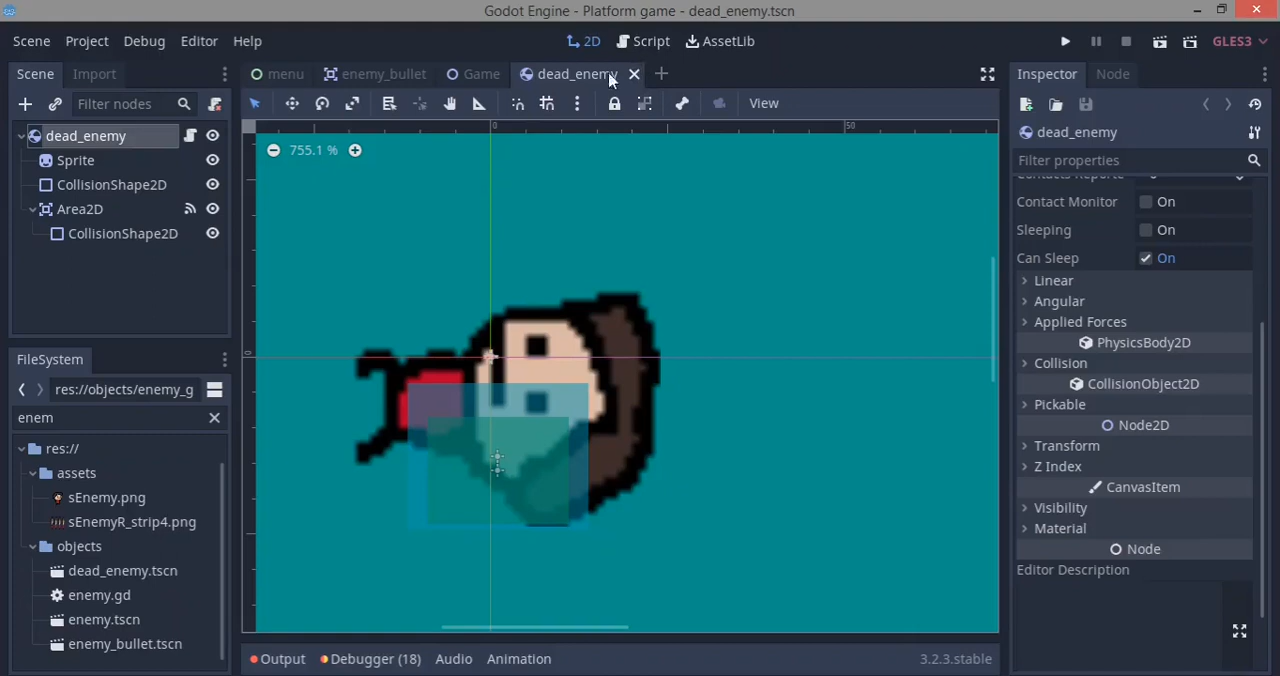 Godot Engine - Platform game - dead_enemy.tscn
Scene Project Debug Editor Help
2D Script AssetLib
GLES3
Scene Import
menu enemy_bullet Game dead_enemy
Inspector Node
Filter nodes
View
dead_enemy
Sprite
CollisionShape2D
Area2D
CollisionShape2D
0 50
755.1 %
0
dead_enemy
Filter properties
Contact Monitor On
Sleeping On
Can Sleep On
Linear
Angular
Applied Forces
PhysicsBody2D
Collision
CollisionObject2D
Pickable
Node2D
Transform
Z Index
CanvasItem
Visibility
Material
Node
Editor Description
FileSystem
res://objects/enemy_g
enem
res://
assets
sEnemy.png
sEnemyR_strip4.png
objects
dead_enemy.tscn
enemy.gd
enemy.tscn
enemy_bullet.tscn
Output Debugger (18) Audio Animation 3.2.3.stable